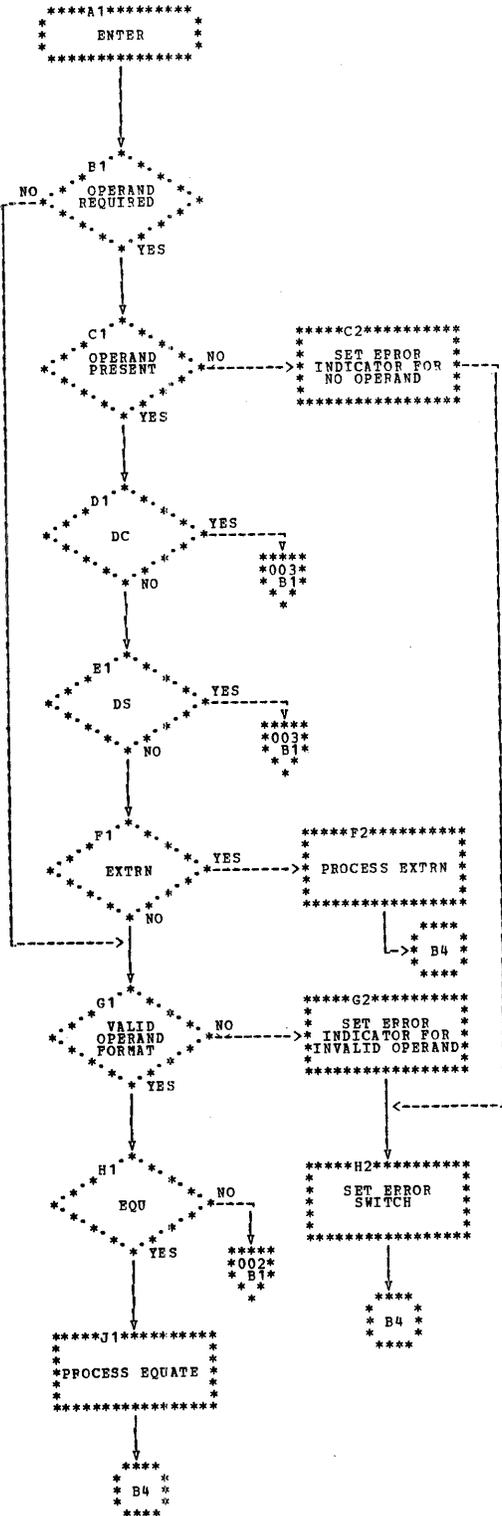 A1
ENTER
B1
NO
OPERAND
REQUIRED
YES
C1
C2
OPERAND
PRESENT
NO
SET ERROR
INDICATOR FOR
NO OPERAND
YES
D1
YES
DC
003
B1
NO
E1
YES
DS
003
B1
NO
F1
F2
YES
EXTRN
PROCESS EXTRN
NO
B4
G1
G2
VALID
OPERAND
FORMAT
NO
SET ERROR
INDICATOR FOR
INVALID OPERAND
YES
H1
H2
NO
EQU
SET ERROR
SWITCH
YES
002
B1
B4
J1
PROCESS EQUATE
B4